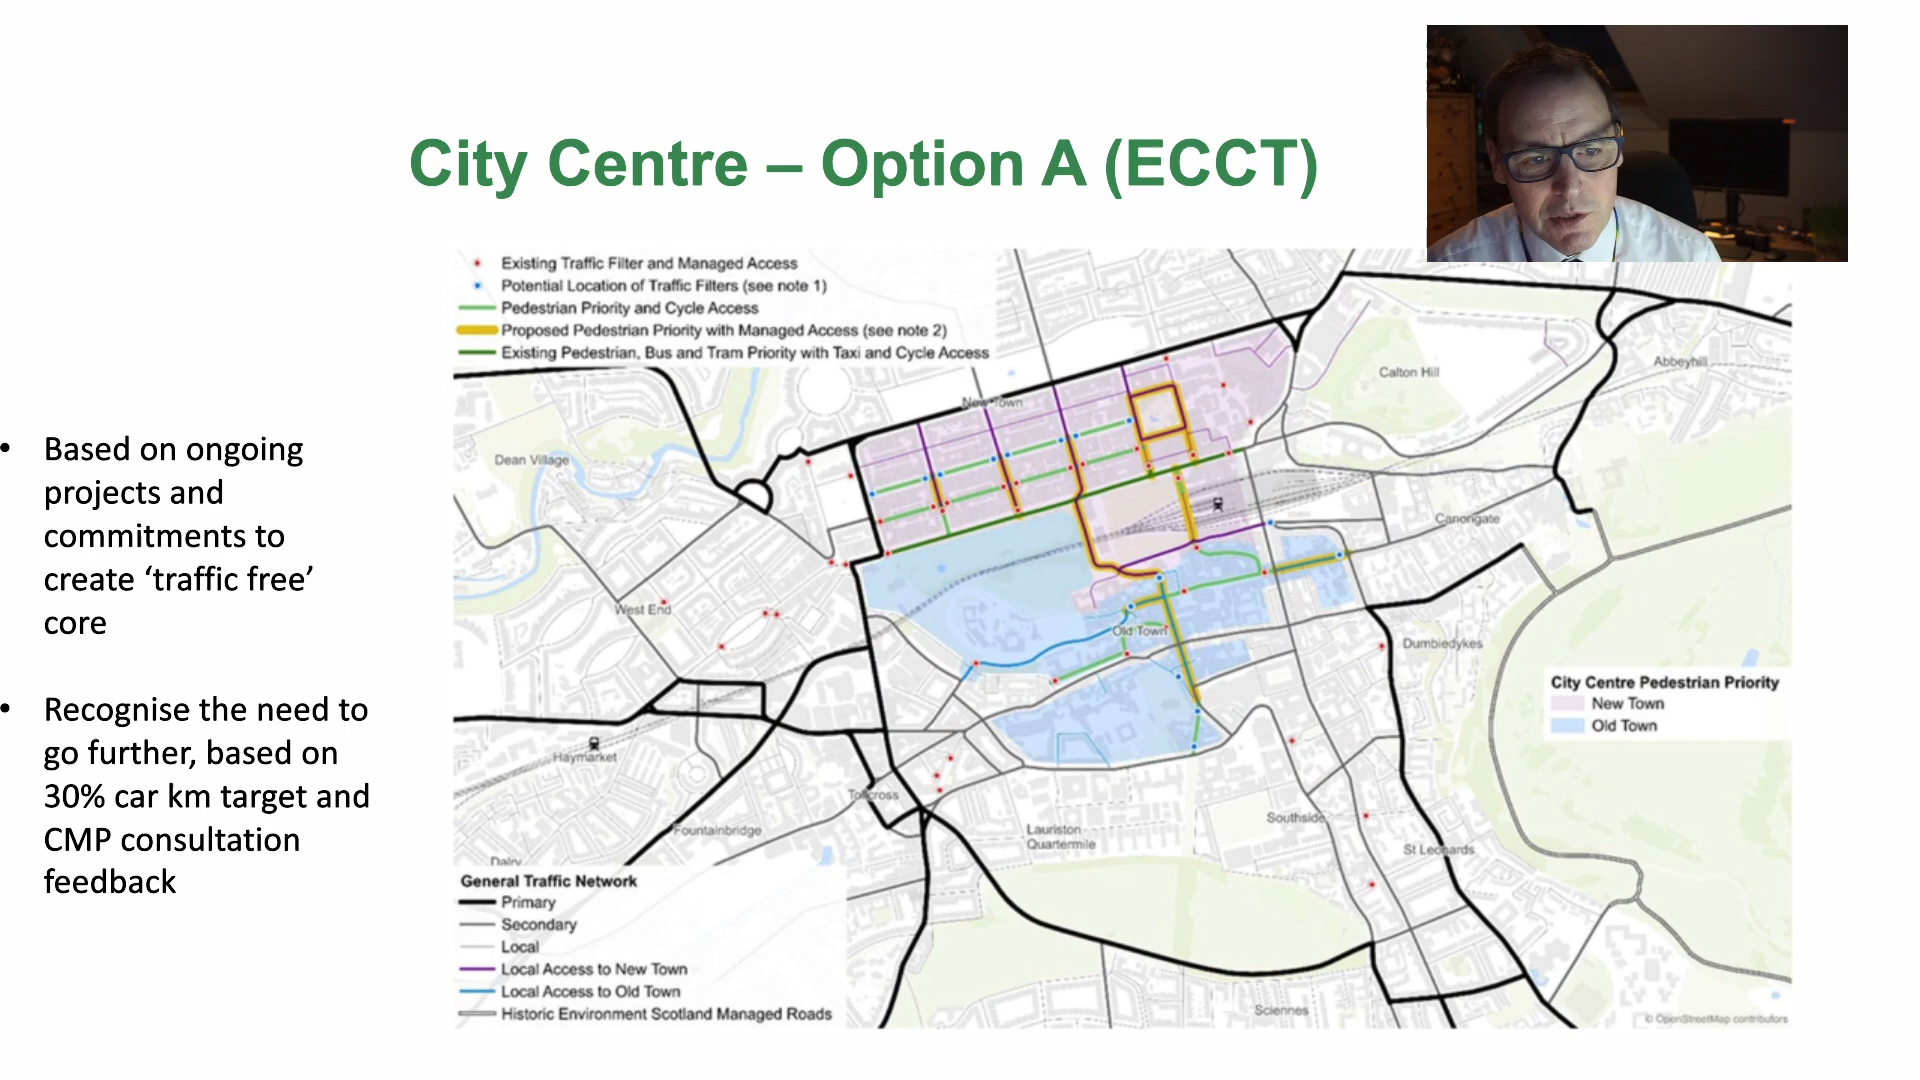 City Centre – Option A (ECCT)
• Based on ongoing
projects and
commitments to
create ‘traffic free’
core
• Recognise the need to
go further, based on
30% car km target and
CMP consultation
feedback
Existing Traffic Filter and Managed Access
Potential Location of Traffic Filters (see note 1)
Pedestrian Priority and Cycle Access
Proposed Pedestrian Priority with Managed Access (see note 2)
Existing Pedestrian, Bus and Tram Priority with Taxi and Cycle Access
New Town
Calton Hill
Abbeyhill
Dean Village
Canongate
West End
Old Town
Dumbiedykes
Haymarket
Tollcross
Fountainbridge
Lauriston
Quartermile
Southside
St Leonards
Dalry
Sciennes
City Centre Pedestrian Priority
New Town
Old Town
General Traffic Network
Primary
Secondary
Local
Local Access to New Town
Local Access to Old Town
Historic Environment Scotland Managed Roads
© OpenStreetMap contributors